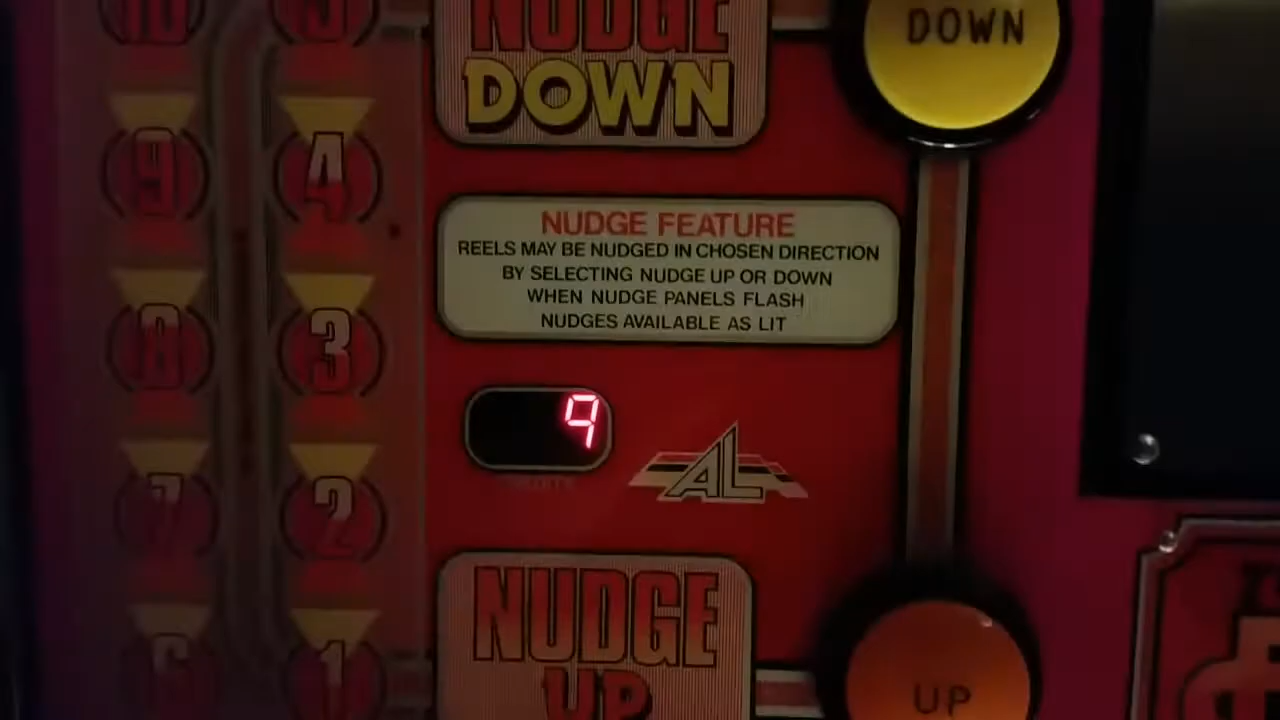 10
5
NUDGE
DOWN
DOWN
9
4
NUDGE FEATURE
REELS MAY BE NUDGED IN CHOSEN DIRECTION
BY SELECTING NUDGE UP OR DOWN
WHEN NUDGE PANELS FLASH
NUDGES AVAILABLE AS LIT
8
3
9
AL
7
2
NUDGE
UP
6
1
UP